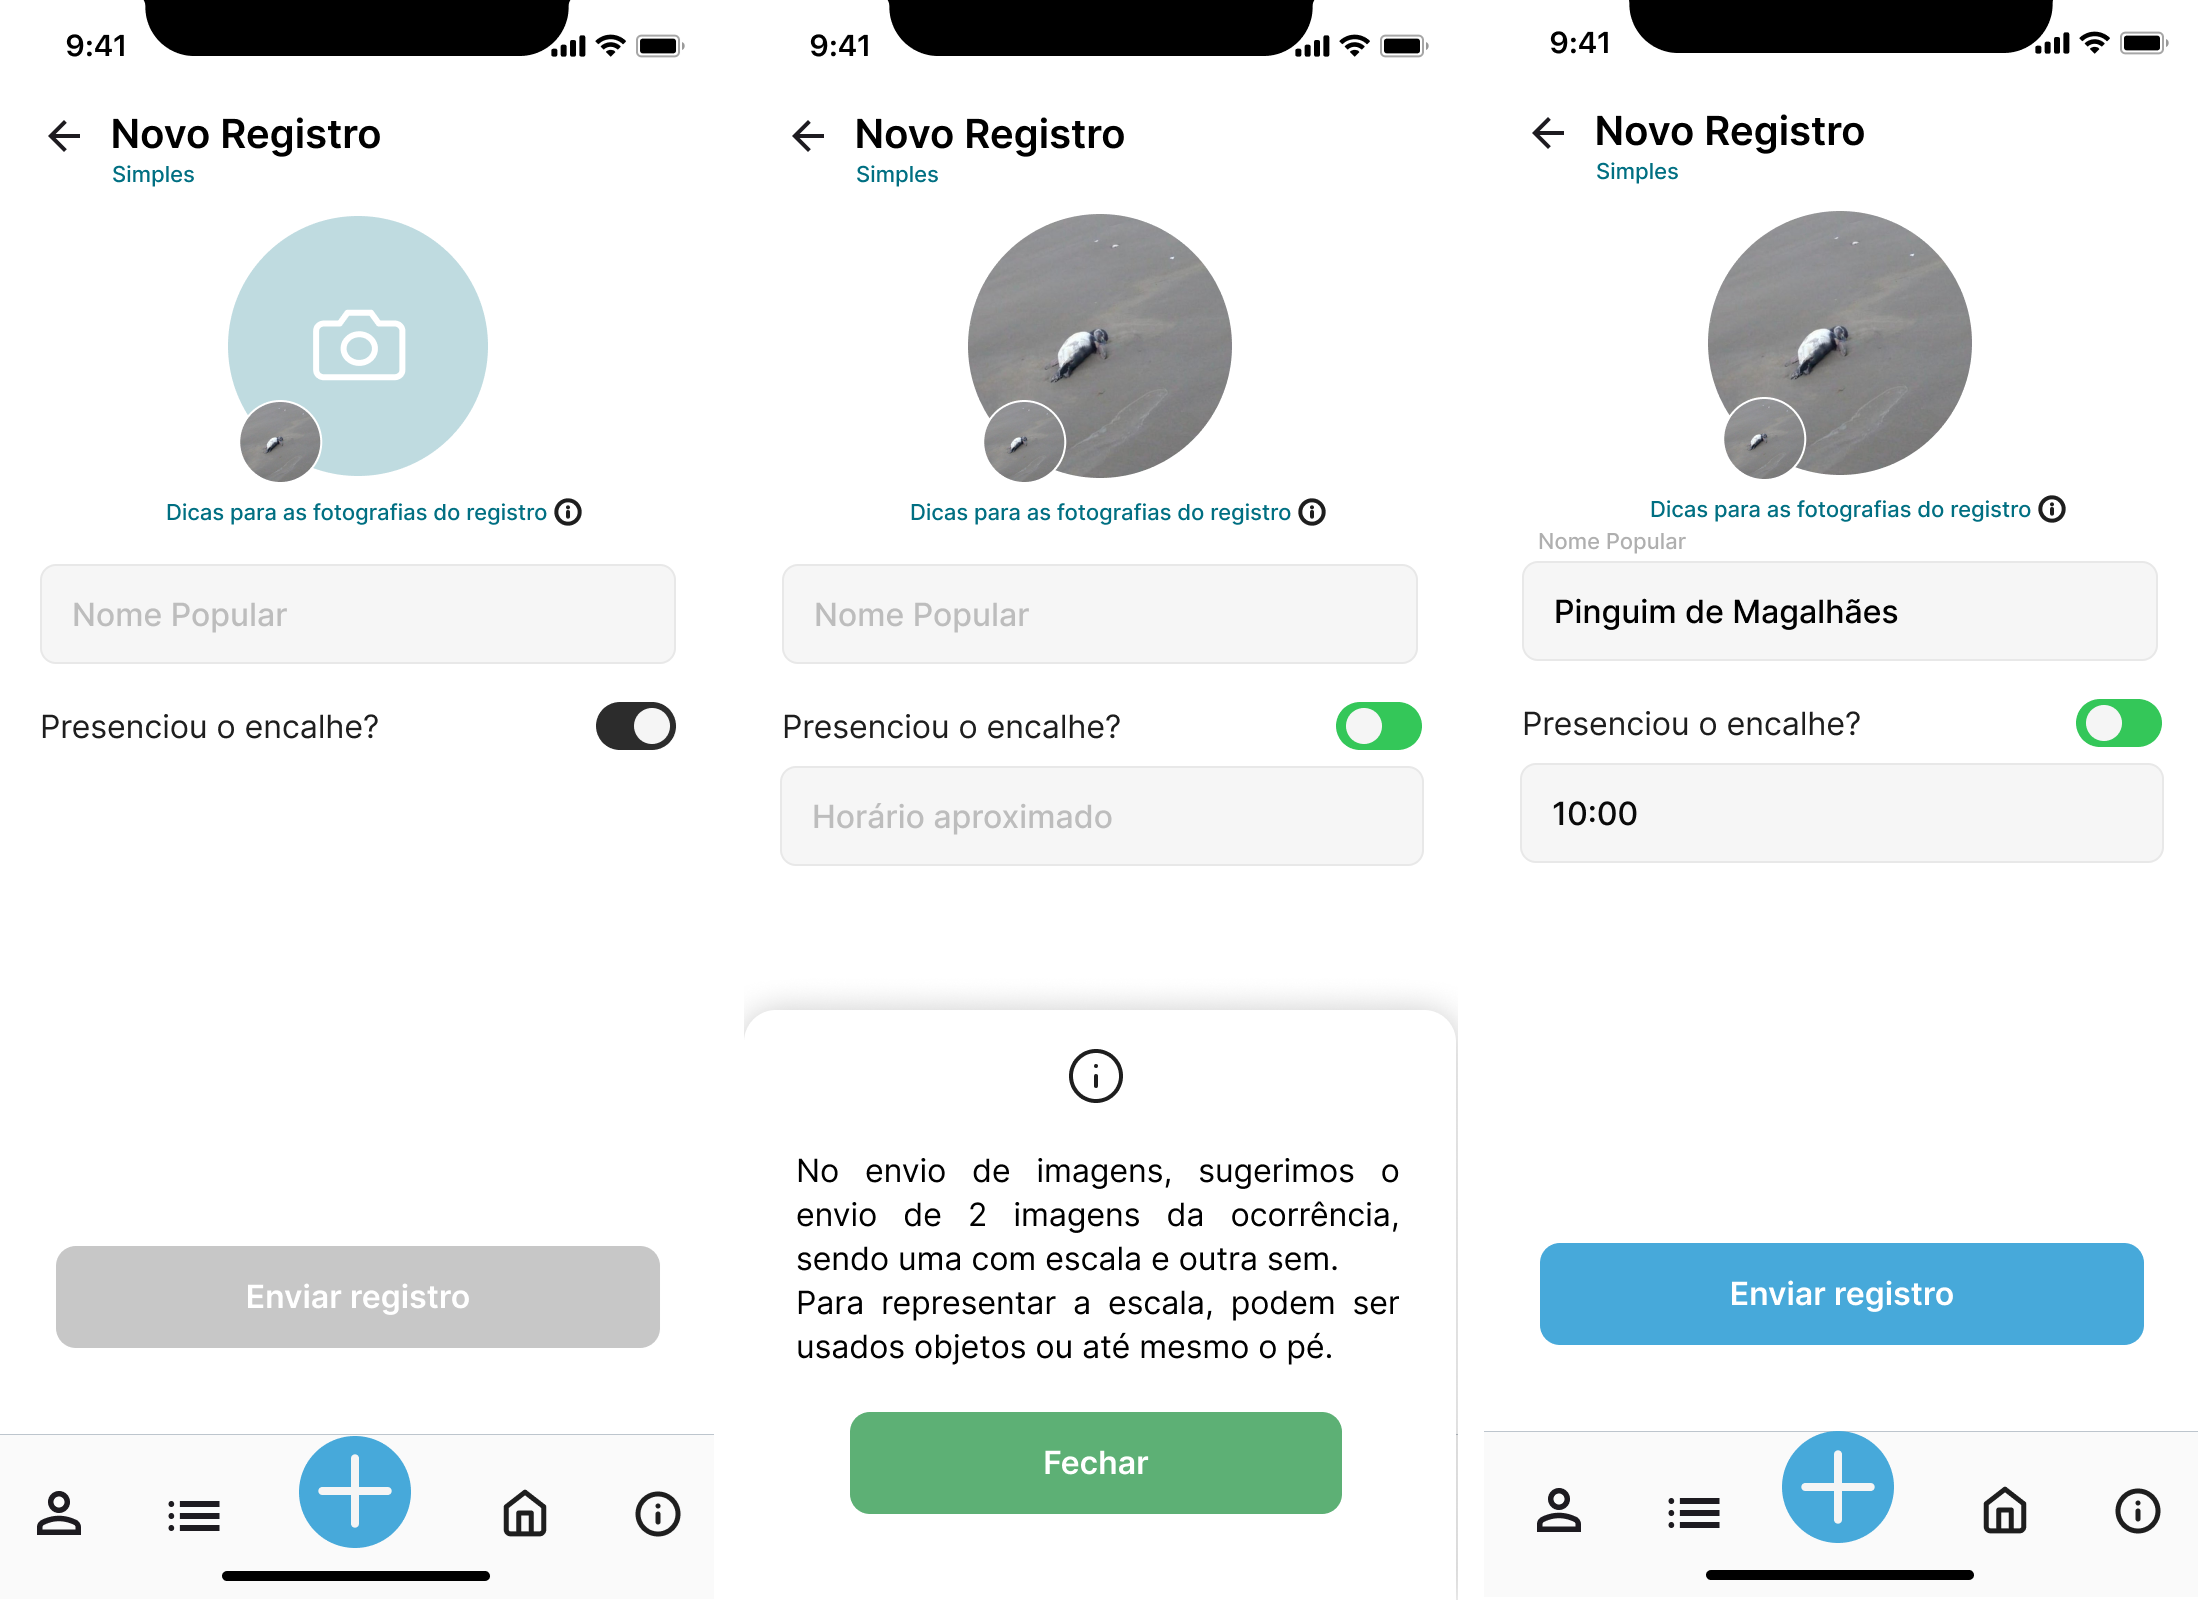 9:41
Novo Registro
Simples
Dicas para as fotografias do registro
Nome Popular
Presenciou o encalhe?
Enviar registro
9:41
Novo Registro
Simples
Dicas para as fotografias do registro
Nome Popular
Presenciou o encalhe?
Horário aproximado
No envio de imagens, sugerimos o
envio de 2 imagens da ocorrência,
sendo uma com escala e outra sem.
Para representar a escala, podem ser
usados objetos ou até mesmo o pé.
Fechar
9:41
Novo Registro
Simples
Dicas para as fotografias do registro
Nome Popular
Pinguim de Magalhães
Presenciou o encalhe?
10:00
Enviar registro